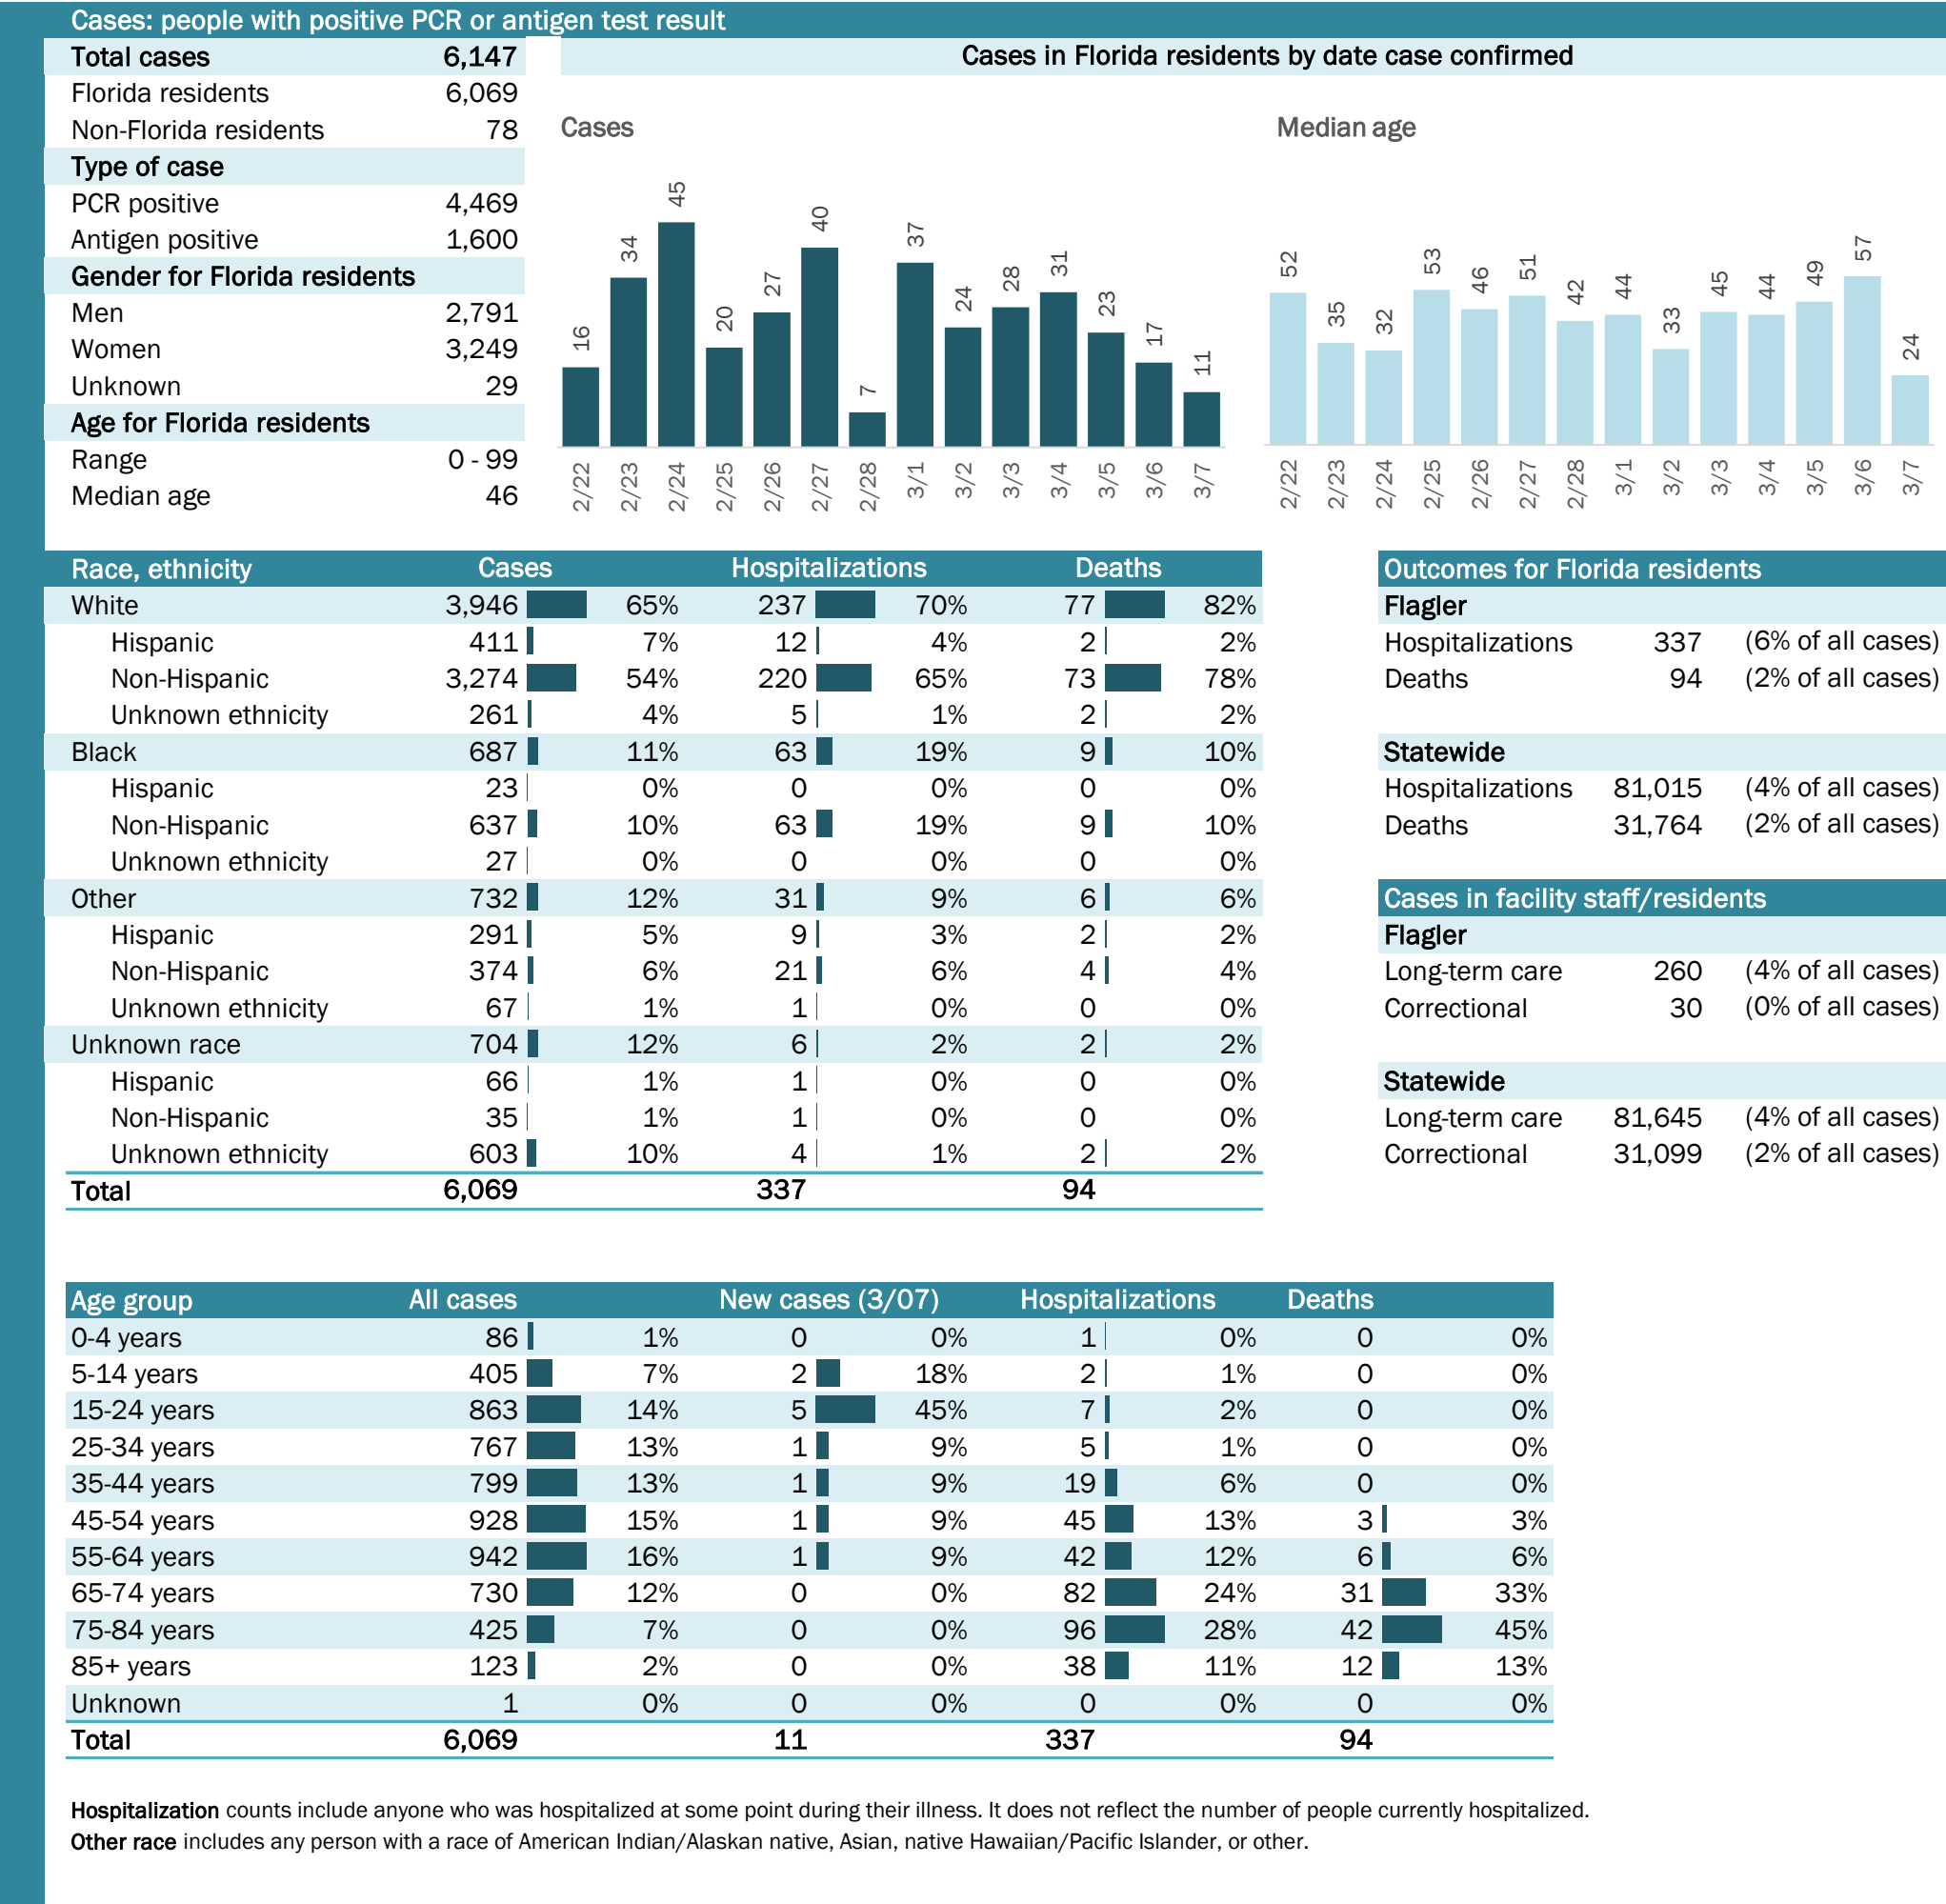 Cases: people with positive PCR or antigen test result
Total cases 6,147
Florida residents 6,069
Non-Florida residents 78
Type of case
PCR positive 4,469
Antigen positive 1,600
Gender for Florida residents
Men 2,791
Women 3,249
Unknown 29
Age for Florida residents
Range 0 - 99
Median age 46
Cases in Florida residents by date case confirmed
Cases
16 34 45 20 27 40 7 37 24 28 31 23 17 11
2/22 2/23 2/24 2/25 2/26 2/27 2/28 3/1 3/2 3/3 3/4 3/5 3/6 3/7
Median age
52 35 32 53 46 51 42 44 33 45 44 49 57 24
2/22 2/23 2/24 2/25 2/26 2/27 2/28 3/1 3/2 3/3 3/4 3/5 3/6 3/7
Race, ethnicity Cases Hospitalizations Deaths
White 3,946 65% 237 70% 77 82%
Hispanic 411 7% 12 4% 2 2%
Non-Hispanic 3,274 54% 220 65% 73 78%
Unknown ethnicity 261 4% 5 1% 2 2%
Black 687 11% 63 19% 9 10%
Hispanic 23 0% 0 0% 0 0%
Non-Hispanic 637 10% 63 19% 9 10%
Unknown ethnicity 27 0% 0 0% 0 0%
Other 732 12% 31 9% 6 6%
Hispanic 291 5% 9 3% 2 2%
Non-Hispanic 374 6% 21 6% 4 4%
Unknown ethnicity 67 1% 1 0% 0 0%
Unknown race 704 12% 6 2% 2 2%
Hispanic 66 1% 1 0% 0 0%
Non-Hispanic 35 1% 1 0% 0 0%
Unknown ethnicity 603 10% 4 1% 2 2%
Total 6,069 337 94
Outcomes for Florida residents
Flagler
Hospitalizations 337 (6% of all cases)
Deaths 94 (2% of all cases)
Statewide
Hospitalizations 81,015 (4% of all cases)
Deaths 31,764 (2% of all cases)
Cases in facility staff/residents
Flagler
Long-term care 260 (4% of all cases)
Correctional 30 (0% of all cases)
Statewide
Long-term care 81,645 (4% of all cases)
Correctional 31,099 (2% of all cases)
Age group All cases New cases (3/07) Hospitalizations Deaths
0-4 years 86 1% 0 0% 1 0% 0 0%
5-14 years 405 7% 2 18% 2 1% 0 0%
15-24 years 863 14% 5 45% 7 2% 0 0%
25-34 years 767 13% 1 9% 5 1% 0 0%
35-44 years 799 13% 1 9% 19 6% 0 0%
45-54 years 928 15% 1 9% 45 13% 3 3%
55-64 years 942 16% 1 9% 42 12% 6 6%
65-74 years 730 12% 0 0% 82 24% 31 33%
75-84 years 425 7% 0 0% 96 28% 42 45%
85+ years 123 2% 0 0% 38 11% 12 13%
Unknown 1 0% 0 0% 0 0% 0 0%
Total 6,069 11 337 94
Hospitalization counts include anyone who was hospitalized at some point during their illness. It does not reflect the number of people currently hospitalized.
Other race includes any person with a race of American Indian/Alaskan native, Asian, native Hawaiian/Pacific Islander, or other.